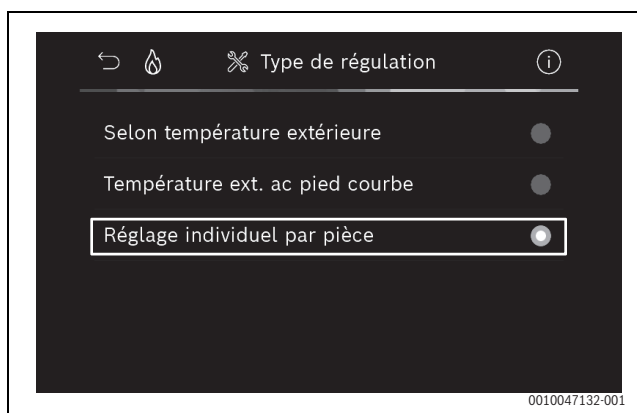 Type de régulation
Selon température extérieure
Température ext. ac pied courbe
Réglage individuel par pièce
0010047132-001